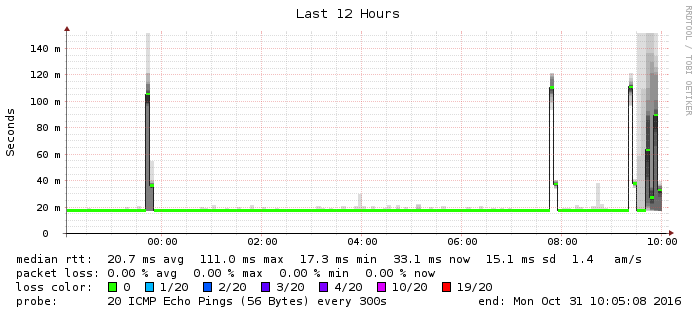 Last 12 Hours
RRDTOOL / TOBI OETIKER
Seconds
140 m
120 m
100 m
80 m
60 m
40 m
20 m
0
00:00 02:00 04:00 06:00 08:00 10:00
median rtt: 20.7 ms avg 111.0 ms max 17.3 ms min 33.1 ms now 15.1 ms sd 1.4 am/s
packet loss: 0.00 % avg 0.00 % max 0.00 % min 0.00 % now
loss color: 0 1/20 2/20 3/20 4/20 10/20 19/20
probe: 20 ICMP Echo Pings (56 Bytes) every 300s end: Mon Oct 31 10:05:08 2016